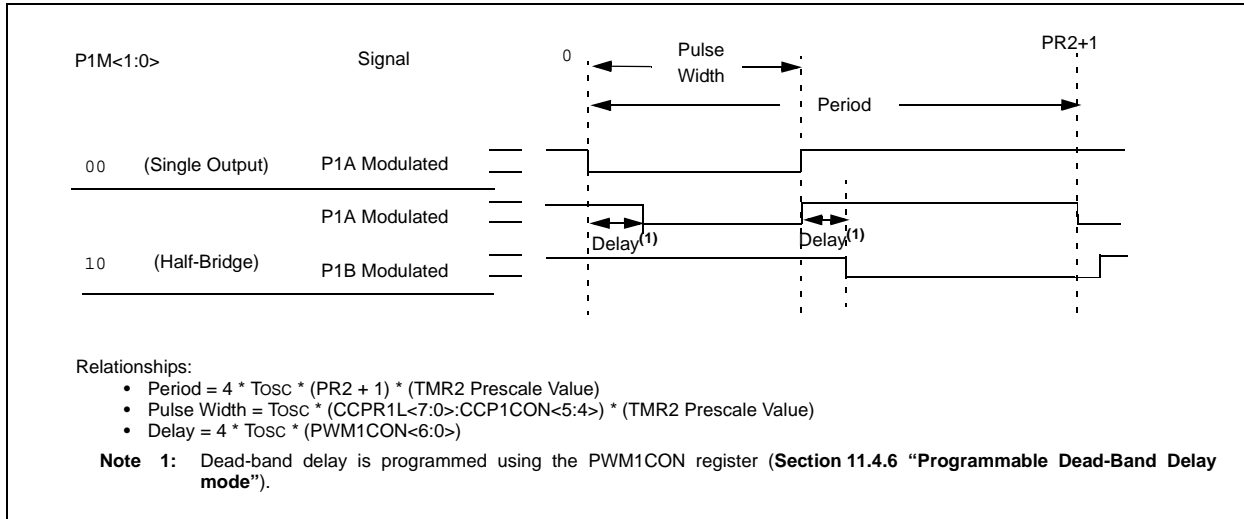 P1M<1:0> Signal 0 Pulse Width PR2+1
Period
00 (Single Output) P1A Modulated
P1A Modulated
Delay(1) Delay(1)
10 (Half-Bridge) P1B Modulated
Relationships:
• Period = 4 * TOSC * (PR2 + 1) * (TMR2 Prescale Value)
• Pulse Width = TOSC * (CCPR1L<7:0>:CCP1CON<5:4>) * (TMR2 Prescale Value)
• Delay = 4 * TOSC * (PWM1CON<6:0>)
Note 1: Dead-band delay is programmed using the PWM1CON register (Section 11.4.6 “Programmable Dead-Band Delay
mode”).